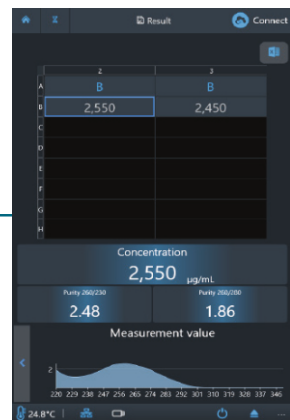 Result
Connect
2 3
A B B
B 2,550 2,450
C
D
E
F
G
H
Concentration
2,550 µg/mL
Purity 260/230 Purity 260/280
2.48 1.86
Measurement value
2
220 229 238 247 256 265 274 283 292 301 310 319 328 337 346
24.8°C